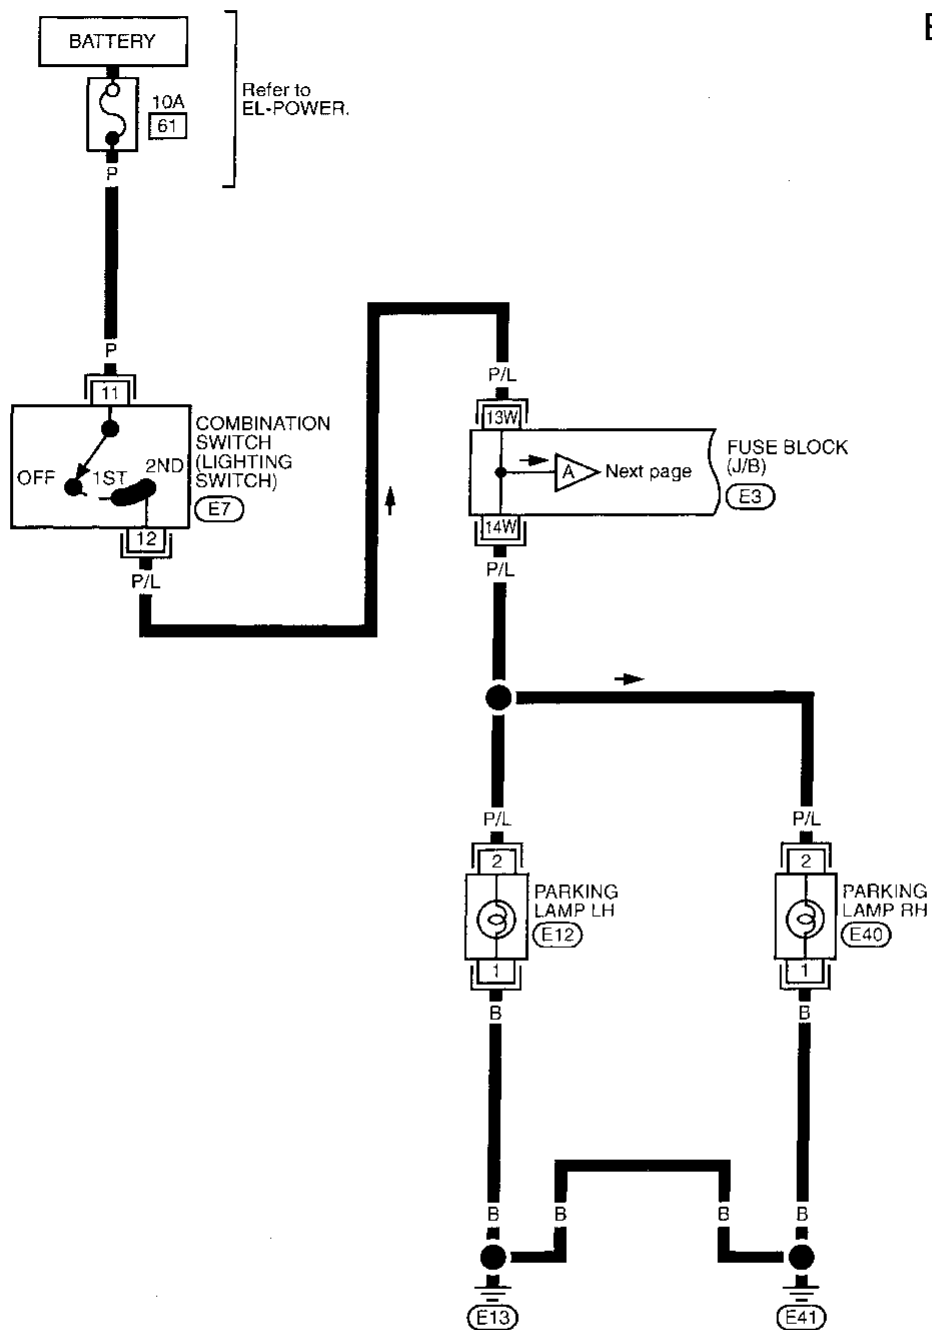 E
BATTERY
10A
61
Refer to
EL-POWER.
P
P
11
COMBINATION
SWITCH
(LIGHTING
SWITCH)
E7
OFF
1ST
2ND
12
P/L
P/L
13W
A
Next page
FUSE BLOCK
(J/B)
E3
14W
P/L
P/L
P/L
2
2
PARKING
LAMP LH
E12
PARKING
LAMP RH
E40
1
1
B
B
B
B
B
B
E13
E41